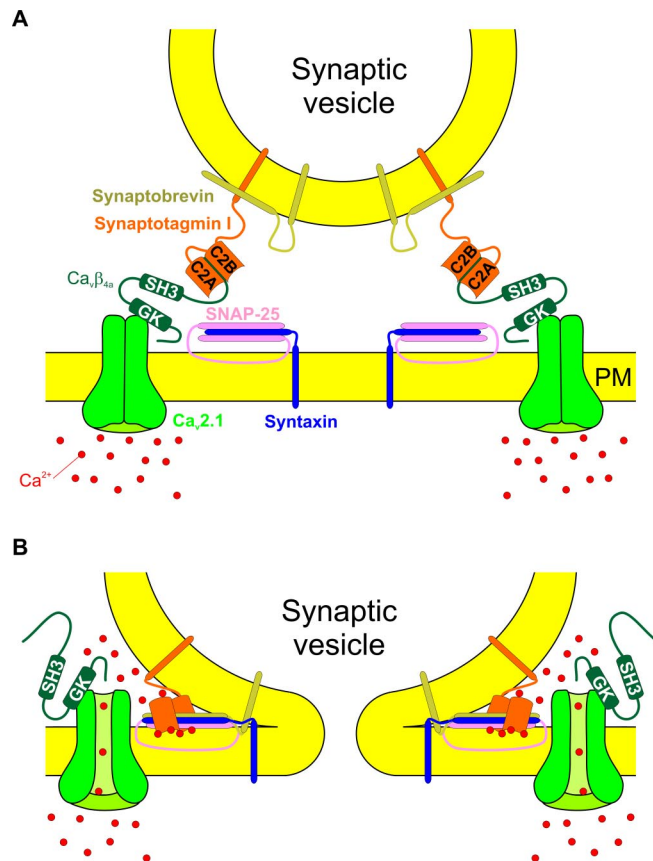 A
Synaptic
vesicle
Synaptobrevin
Synaptotagmin I
C2B
C2A
C2B
C2A
Caᵥβ₄ₐ
SH3
SH3
GK
GK
SNAP-25
PM
Caᵥ2.1
Syntaxin
Ca²⁺
B
Synaptic
vesicle
SH3
GK
GK
SH3